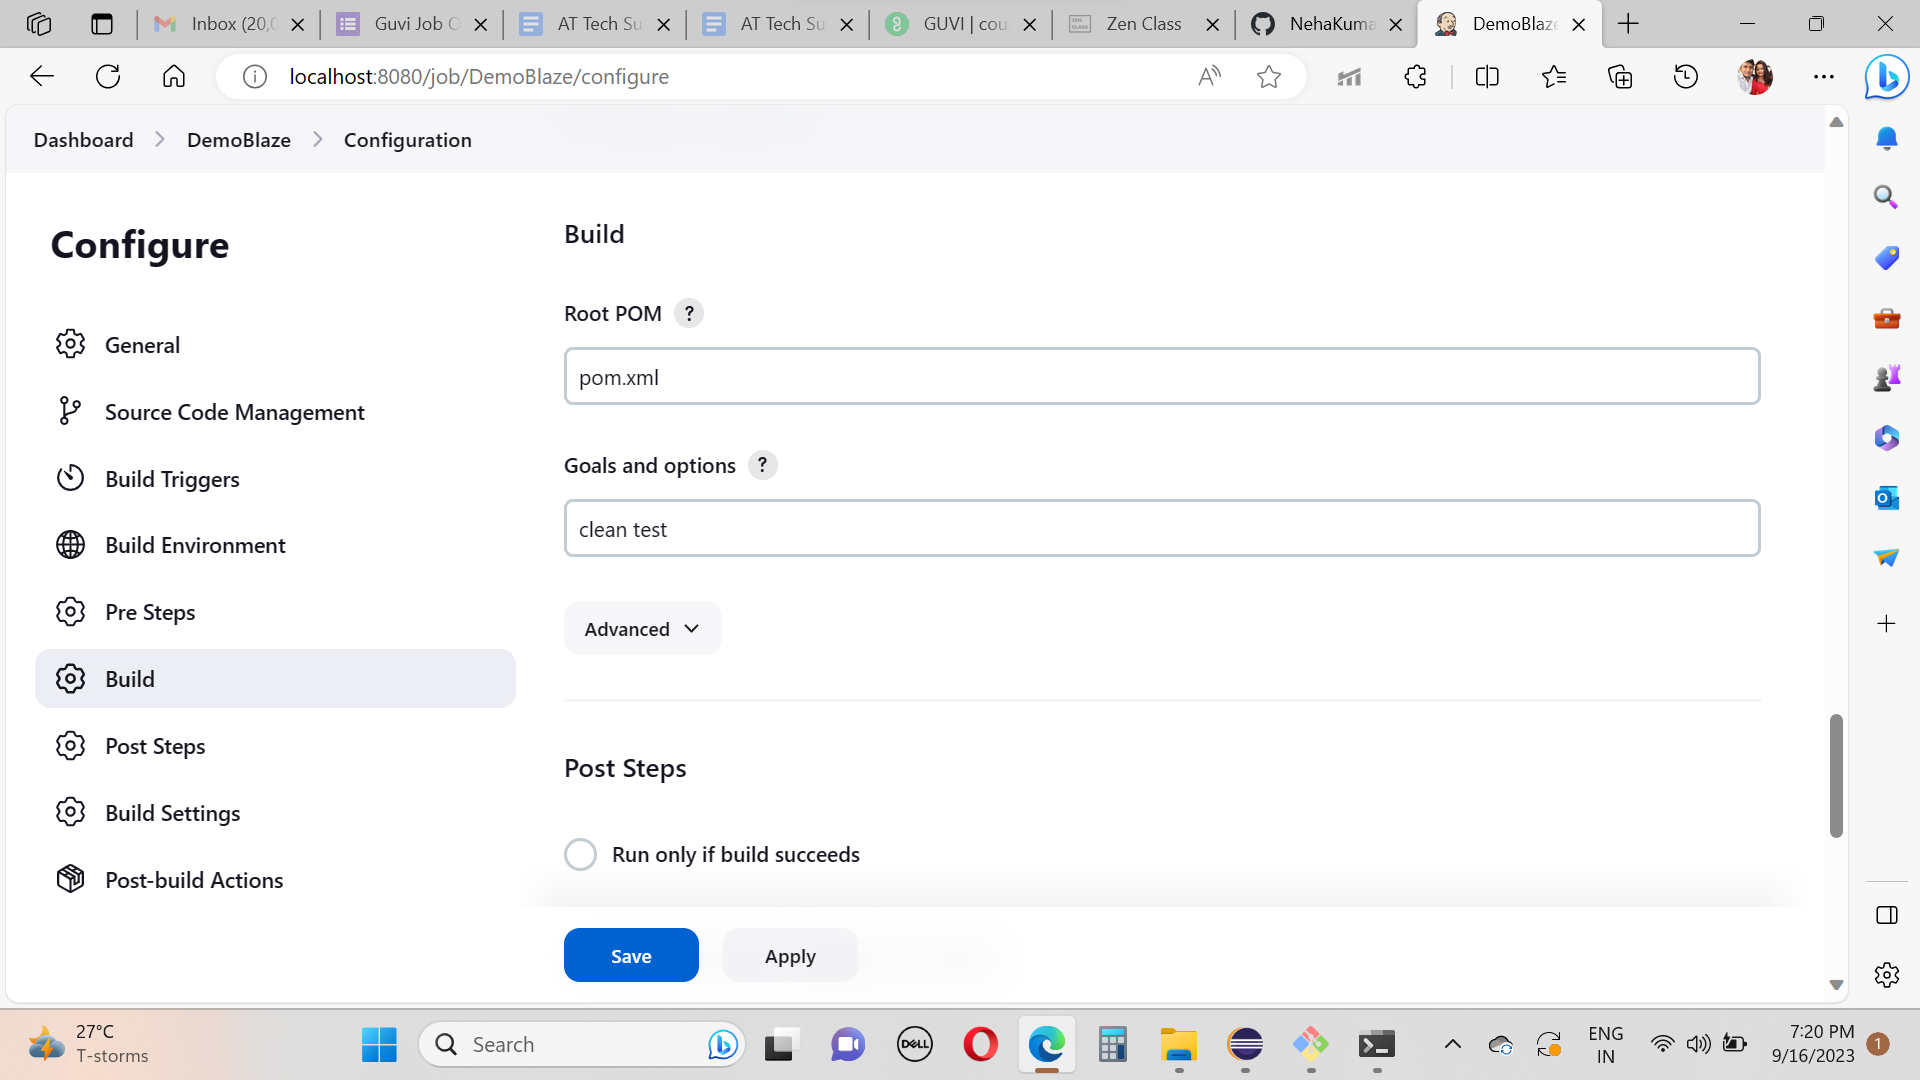 Inbox (20,0
Guvi Job O
AT Tech Su
AT Tech Su
GUVI | cou
Zen Class
NehaKuma
DemoBlaze
localhost:8080/job/DemoBlaze/configure
Dashboard
DemoBlaze
Configuration
Configure
General
Source Code Management
Build Triggers
Build Environment
Pre Steps
Build
Post Steps
Build Settings
Post-build Actions
Build
Root POM ?
pom.xml
Goals and options ?
clean test
Advanced
Post Steps
Run only if build succeeds
Save
Apply
27°C
T-storms
Search
DELL
ENG
IN
7:20 PM
9/16/2023
1